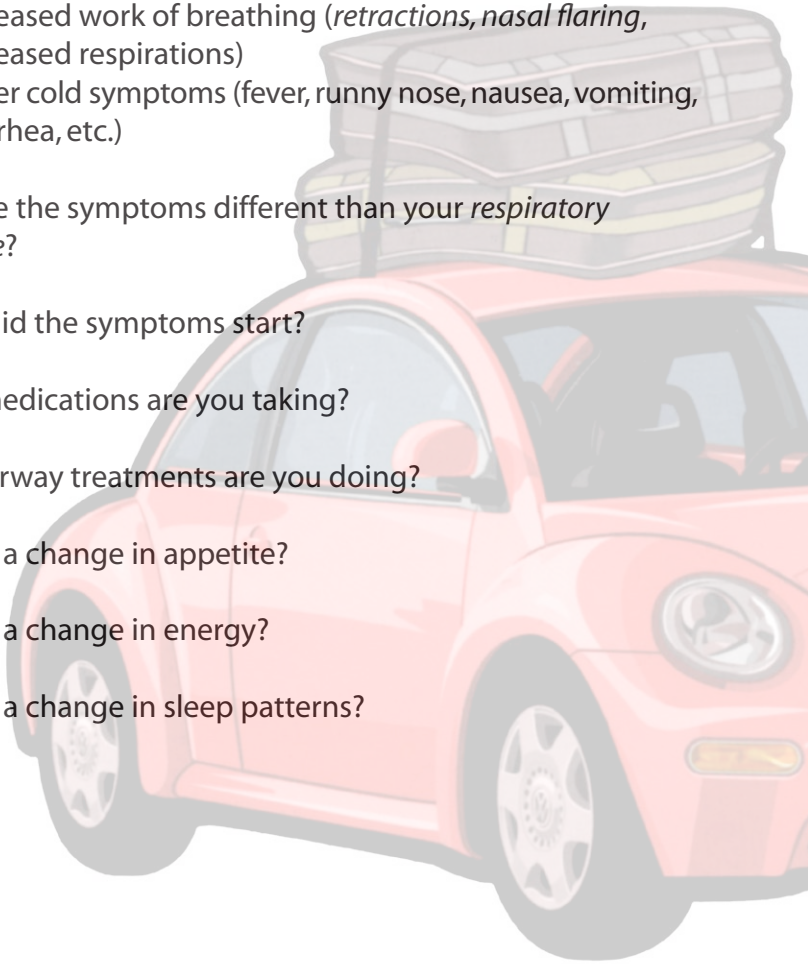 eased work of breathing (retractions, nasal flaring,
eased respirations)
er cold symptoms (fever, runny nose, nausea, vomiting,
rhea, etc.)
e the symptoms different than your respiratory
e?
id the symptoms start?
nedications are you taking?
rway treatments are you doing?
a change in appetite?
a change in energy?
a change in sleep patterns?